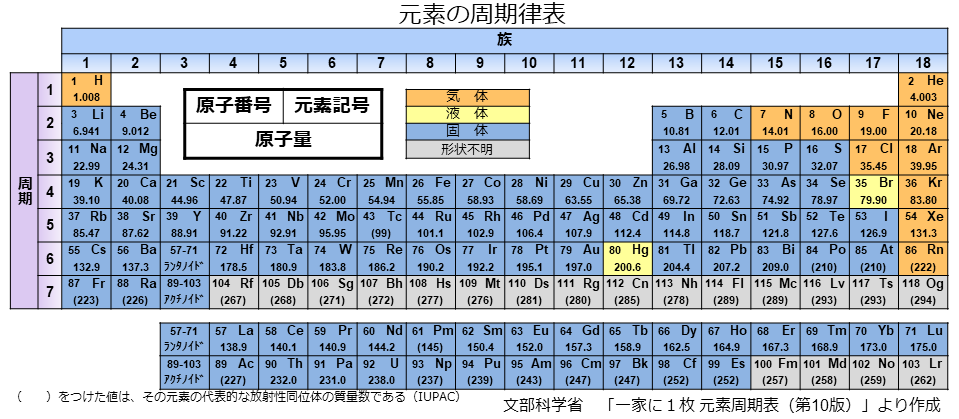 元素の周期律表
族
1 2 3 4 5 6 7 8 9 10 11 12 13 14 15 16 17 18
周期
1
1 H
1.008
2 He
4.003
原子番号 元素記号
原子量
気 体
液 体
固 体
形状不明
2
3 Li 4 Be 5 B 6 C 7 N 8 O 9 F 10 Ne
6.941 9.012 10.81 12.01 14.01 16.00 19.00 20.18
3
11 Na 12 Mg 13 Al 14 Si 15 P 16 S 17 Cl 18 Ar
22.99 24.31 26.98 28.09 30.97 32.07 35.45 39.95
4
19 K 20 Ca 21 Sc 22 Ti 23 V 24 Cr 25 Mn 26 Fe 27 Co 28 Ni 29 Cu 30 Zn 31 Ga 32 Ge 33 As 34 Se 35 Br 36 Kr
39.10 40.08 44.96 47.87 50.94 52.00 54.94 55.85 58.93 58.69 63.55 65.38 69.72 72.63 74.92 78.97 79.90 83.80
5
37 Rb 38 Sr 39 Y 40 Zr 41 Nb 42 Mo 43 Tc 44 Ru 45 Rh 46 Pd 47 Ag 48 Cd 49 In 50 Sn 51 Sb 52 Te 53 I 54 Xe
85.47 87.62 88.91 91.22 92.91 95.95 (99) 101.1 102.9 106.4 107.9 112.4 114.8 118.7 121.8 127.6 126.9 131.3
6
55 Cs 56 Ba 57-71 72 Hf 73 Ta 74 W 75 Re 76 Os 77 Ir 78 Pt 79 Au 80 Hg 81 Tl 82 Pb 83 Bi 84 Po 85 At 86 Rn
132.9 137.3 ﾗﾝﾀﾉｲﾄﾞ 178.5 180.9 183.8 186.2 190.2 192.2 195.1 197.0 200.6 204.4 207.2 209.0 (210) (210) (222)
7
87 Fr 88 Ra 89-103 104 Rf 105 Db 106 Sg 107 Bh 108 Hs 109 Mt 110 Ds 111 Rg 112 Cn 113 Nh 114 Fl 115 Mc 116 Lv 117 Ts 118 Og
(223) (226) ｱｸﾁﾉｲﾄﾞ (267) (268) (271) (272) (277) (276) (281) (280) (285) (278) (289) (289) (293) (293) (294)
57-71 57 La 58 Ce 59 Pr 60 Nd 61 Pm 62 Sm 63 Eu 64 Gd 65 Tb 66 Dy 67 Ho 68 Er 69 Tm 70 Yb 71 Lu
ﾗﾝﾀﾉｲﾄﾞ 138.9 140.1 140.9 144.2 (145) 150.4 152.0 157.3 158.9 162.5 164.9 167.3 168.9 173.0 175.0
89-103 89 Ac 90 Th 91 Pa 92 U 93 Np 94 Pu 95 Am 96 Cm 97 Bk 98 Cf 99 Es 100 Fm 101 Md 102 No 103 Lr
ｱｸﾁﾉｲﾄﾞ (227) 232.0 231.0 238.0 (237) (239) (243) (247) (247) (252) (252) (257) (258) (259) (262)
（　　）をつけた値は、その元素の代表的な放射性同位体の質量数である（IUPAC）
文部科学省　「一家に１枚 元素周期表（第10版）」より作成